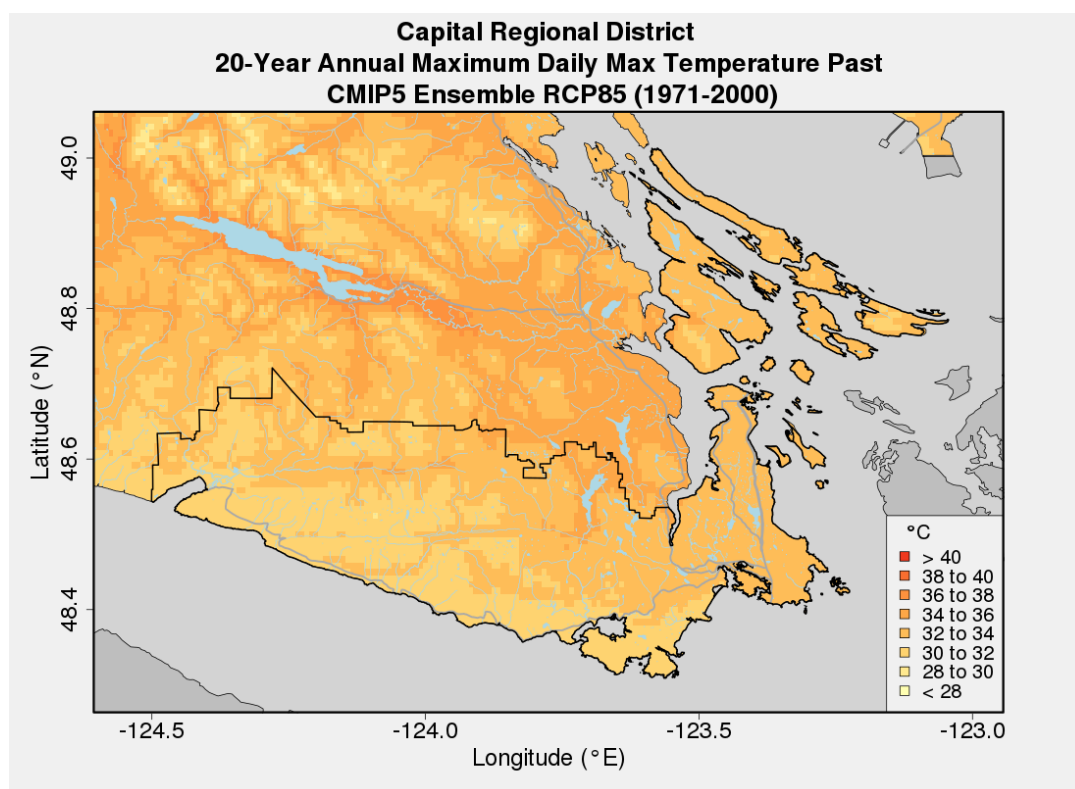 Capital Regional District
20-Year Annual Maximum Daily Max Temperature Past
CMIP5 Ensemble RCP85 (1971-2000)
Latitude (°N)
49.0
48.8
48.6
48.4
°C
> 40
38 to 40
36 to 38
34 to 36
32 to 34
30 to 32
28 to 30
< 28
-124.5
-124.0
-123.5
-123.0
Longitude (°E)